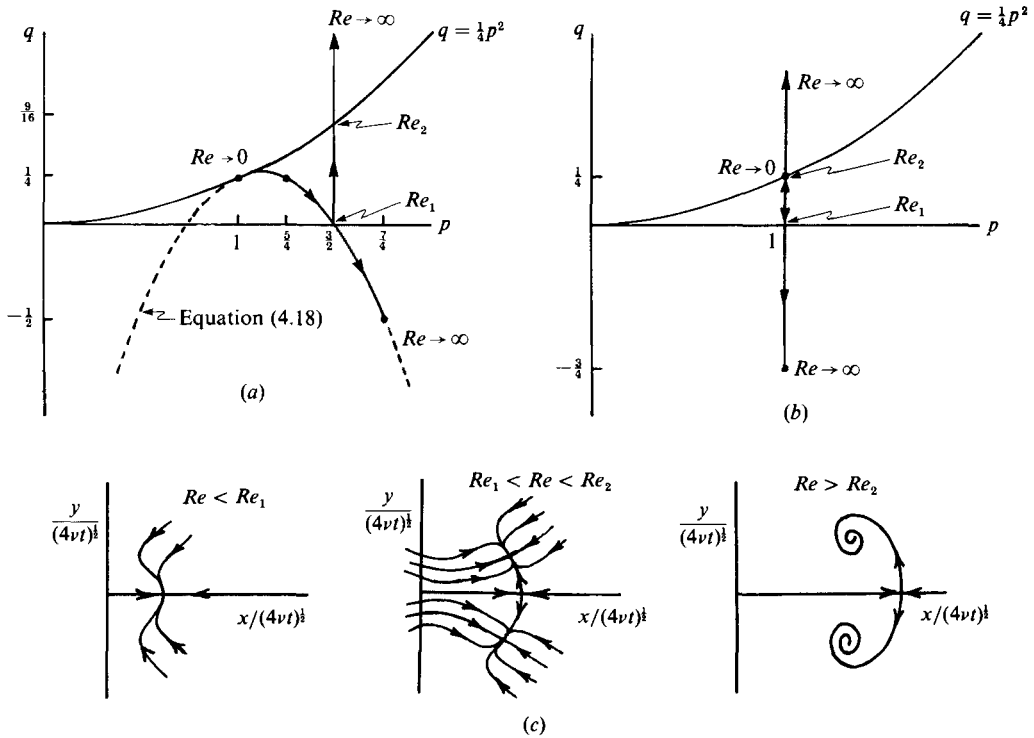 q
Re → ∞
q = ¼p²
9/16
Re₂
Re → 0
1/4
Re₁
1
5/4
3/2
7/4
p
−1/2
Equation (4.18)
Re → ∞
(a)
q
q = ¼p²
Re → ∞
Re → 0
Re₂
1/4
Re₁
1
p
−3/4
Re → ∞
(b)
Re < Re₁
y/(4νt)^½
x/(4νt)^½
Re₁ < Re < Re₂
y/(4νt)^½
x/(4νt)^½
Re > Re₂
y/(4νt)^½
x/(4νt)^½
(c)